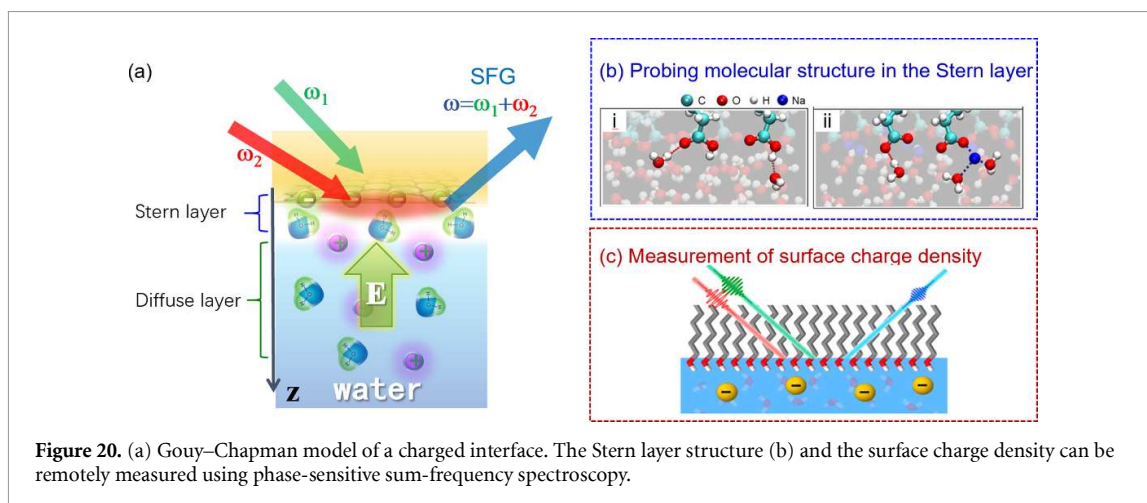 (a)
SFG
ω=ω₁+ω₂
ω₁
ω₂
Stern layer
Diffuse layer
E
z
water
(b) Probing molecular structure in the Stern layer
C O H Na
i
ii
(c) Measurement of surface charge density
Figure 20. (a) Gouy–Chapman model of a charged interface. The Stern layer structure (b) and the surface charge density can be
remotely measured using phase-sensitive sum-frequency spectroscopy.